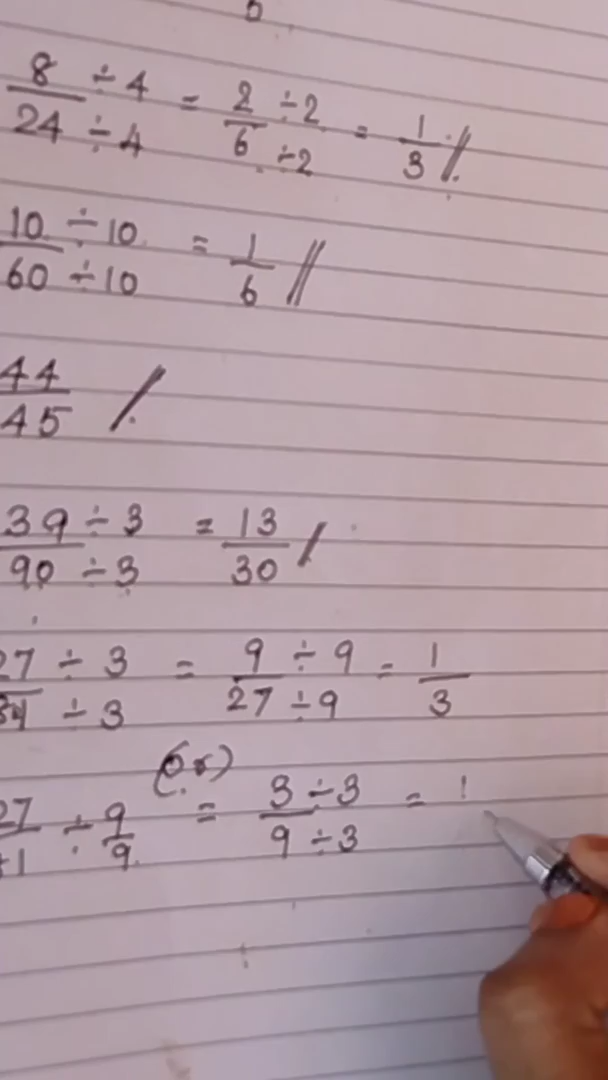 8/24 ÷4/÷4 = 2/6 ÷2/÷2 = 1/3 //
10/60 ÷10/÷10 = 1/6 //
44/45 /
39/90 ÷3/÷3 = 13/30 /
27/ ÷3/÷3 = 9/27 ÷9/÷9 = 1/3
(Or)
27/ ÷ 9/9 = 3/9 ÷3/÷3 = 1